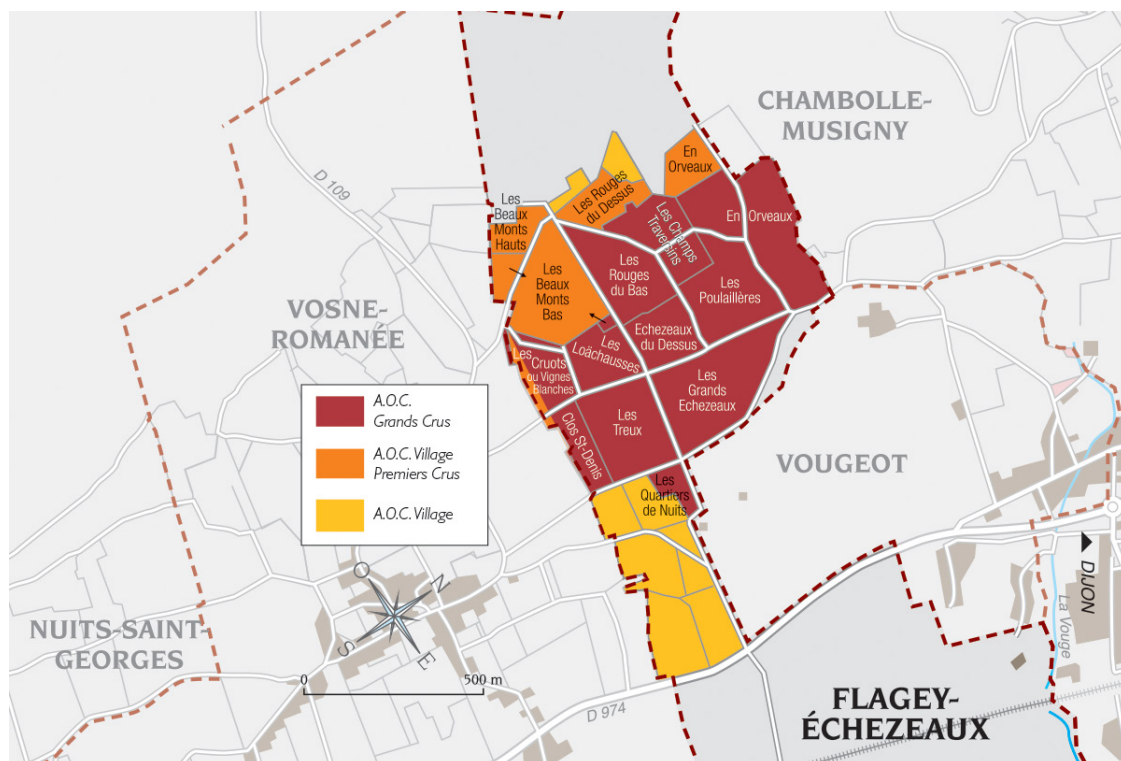 CHAMBOLLE-
MUSIGNY
D 109
En
Orveaux
Les Rouges
du Dessus
Les
Beaux
Monts
Hauts
En Orveaux
Les Champs
Traversins
Les
Rouges
du Bas
Les
Beaux
Monts
Bas
Les
Poulaillères
VOSNE-
ROMANÉE
Echezeaux
du Dessus
Les
Loächausses
Les
Cruots
ou Vignes
Blanches
Les
Grands
Echezeaux
Les
Treux
Clos St-Denis
A.O.C.
Grands Crus
A.O.C. Village
Premiers Crus
A.O.C. Village
VOUGEOT
Les
Quartiers
de Nuits
DIJON
La Vouge
O
N
S
E
NUITS-SAINT-
GEORGES
0
500 m
D 974
FLAGEY-
ÉCHEZEAUX